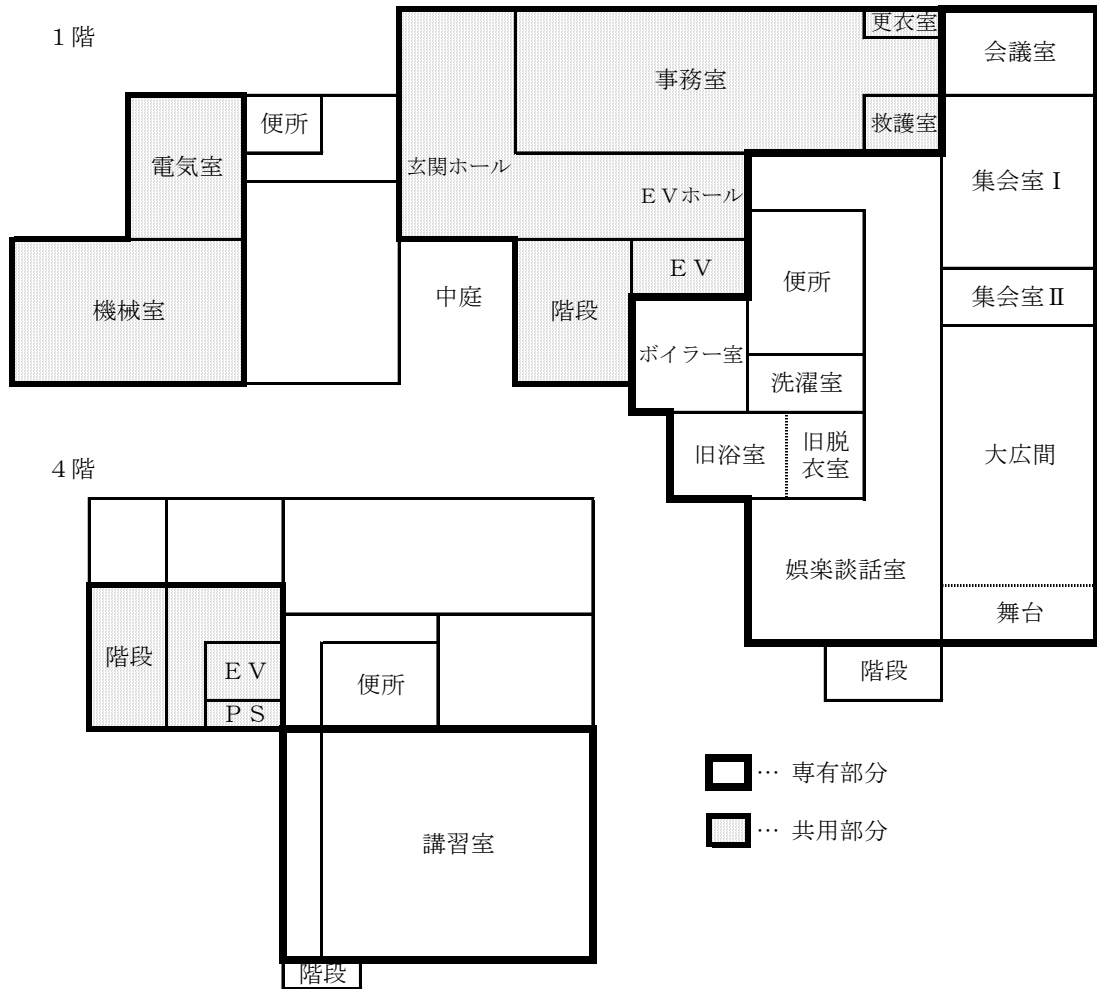 １階
更衣室
会議室
事務室
便所
救護室
電気室
玄関ホール
集会室Ⅰ
ＥＶホール
ＥＶ
便所
中庭
集会室Ⅱ
機械室
階段
ボイラー室
洗濯室
４階
旧浴室
旧脱
衣室
大広間
娯楽談話室
舞台
階段
ＥＶ
階段
便所
ＰＳ
… 専有部分
… 共用部分
講習室
階段